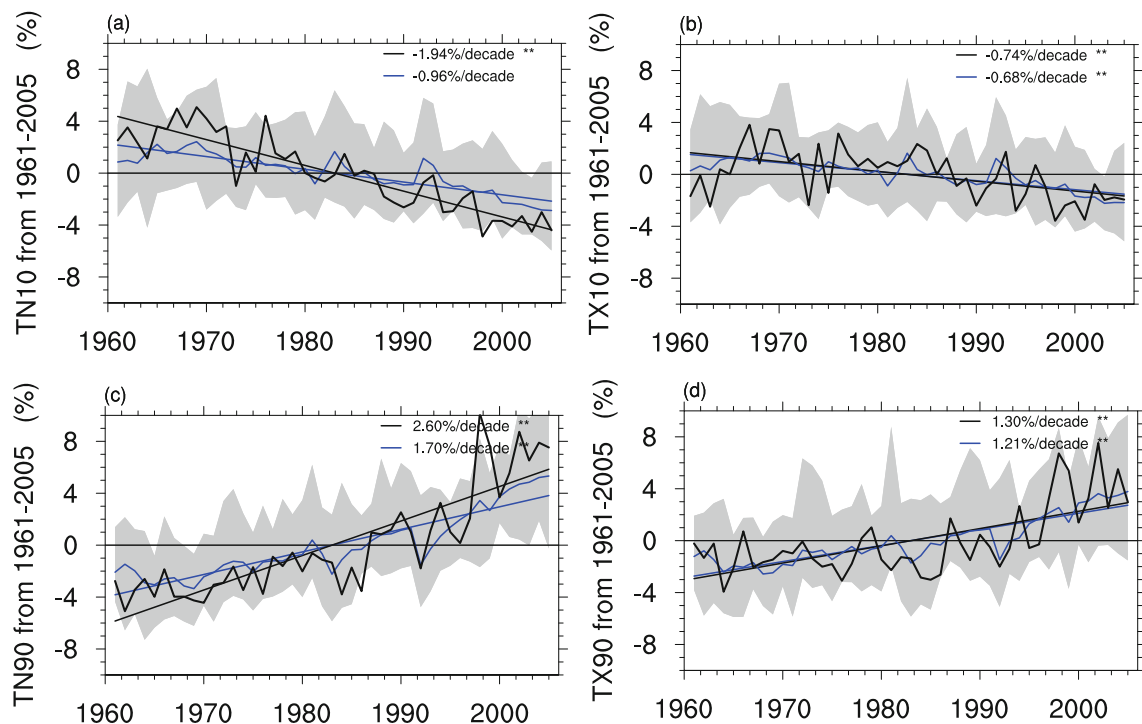 (a)
TN10 from 1961-2005 (%)
8
4
0
-4
-8
-1.94%/decade **
-0.96%/decade
1960 1970 1980 1990 2000
(b)
TX10 from 1961-2005 (%)
8
4
0
-4
-8
-0.74%/decade **
-0.68%/decade **
1960 1970 1980 1990 2000
(c)
TN90 from 1961-2005 (%)
8
4
0
-4
-8
2.60%/decade **
1.70%/decade **
1960 1970 1980 1990 2000
(d)
TX90 from 1961-2005 (%)
8
4
0
-4
-8
1.30%/decade **
1.21%/decade **
1960 1970 1980 1990 2000